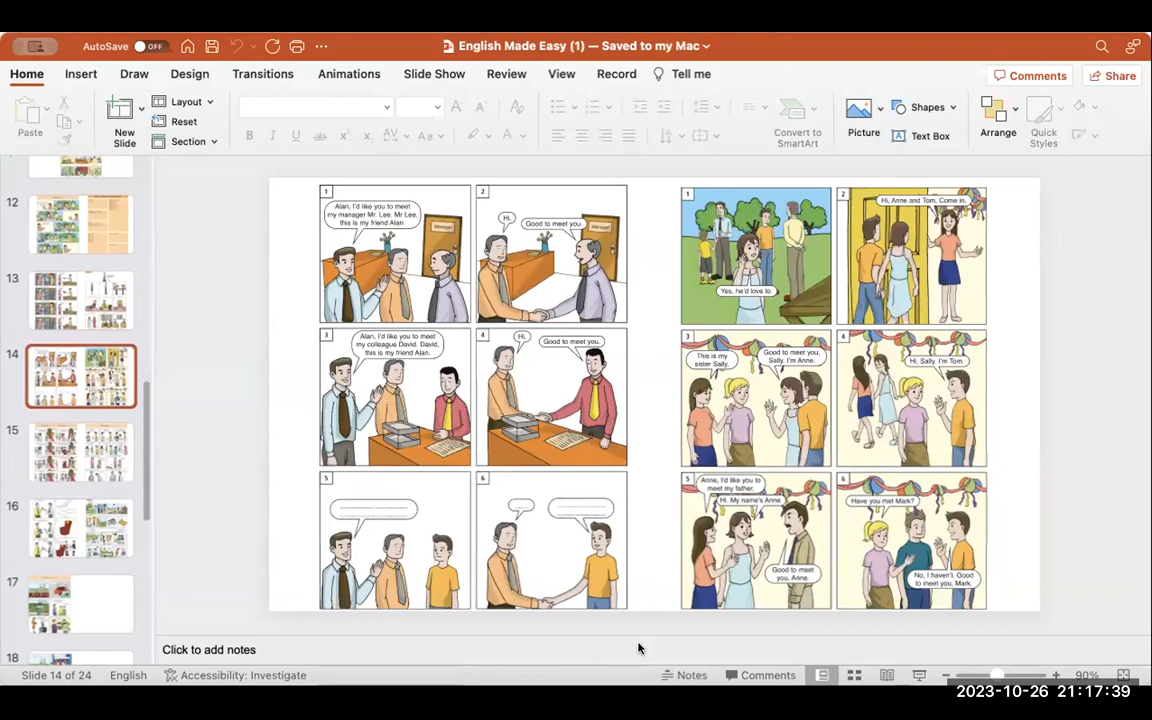 AutoSave OFF
English Made Easy (1) — Saved to my Mac
Home Insert Draw Design Transitions Animations Slide Show Review View Record Tell me
Comments Share
Paste
New
Slide
Layout
Reset
Section
B I U
Convert to
SmartArt
Picture
Shapes
Text Box
Arrange
Quick
Styles
12
13
14
15
16
17
18
1
Alan, I'd like you to meet
my manager Mr. Lee. Mr Lee,
this is my friend Alan.
Manager
2
Hi.
Good to meet you.
Manager
3
Alan, I'd like you to meet
my colleague David. David,
this is my friend Alan.
4
Hi.
Good to meet you.
5
6
1
Yes, he'd love to.
2
Hi, Anne and Tom. Come in.
3
This is my
sister Sally.
Good to meet you,
Sally. I'm Anne.
4
Hi, Sally. I'm Tom.
5
Anne, I'd like you to
meet my father.
Hi. My name's Anne.
Good to meet
you, Anne.
6
Have you met Mark?
No, I haven't. Good
to meet you, Mark.
Click to add notes
Slide 14 of 24 English Accessibility: Investigate
Notes Comments 90%
2023-10-26 21:17:39